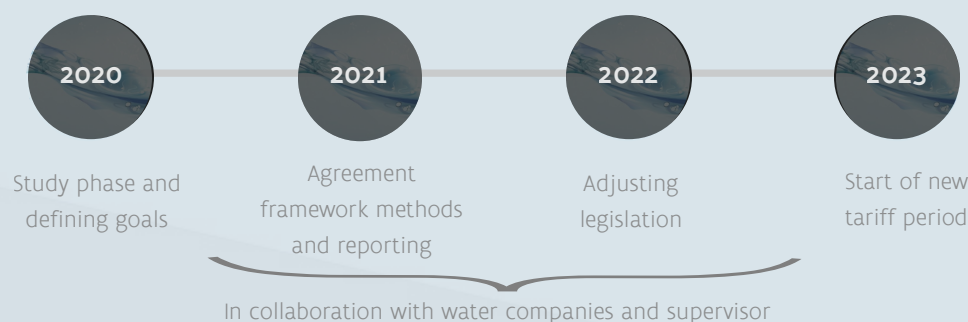 2020
2021
2022
2023
Study phase and
defining goals
Agreement
framework methods
and reporting
Adjusting
legislation
Start of new
tariff period
In collaboration with water companies and supervisor